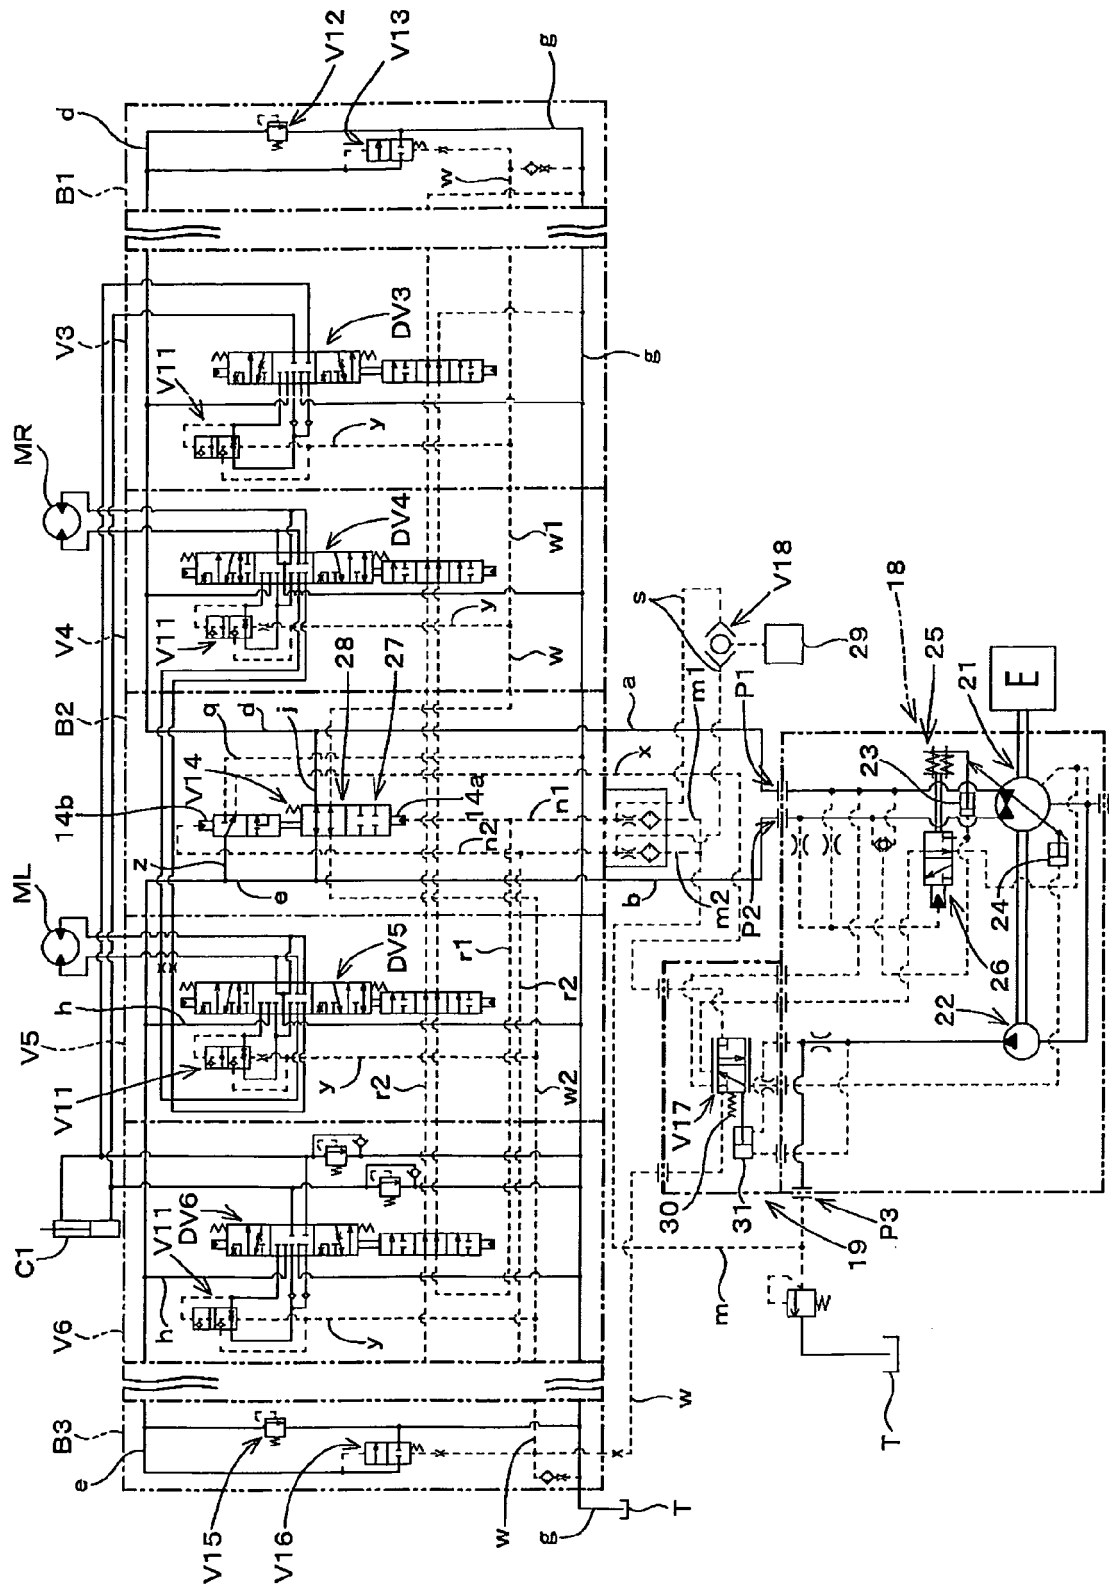 d
B1
V12
V13
g
w
V3
V11
DV3
g
y
MR
V4
V11
DV4
w1
y
w
B2
q
d
j
V14
14b
28
27
14a
n1
n2
z
e
x
a
b
m1
m2
s
V18
29
P1
P2
ML
V5
h
V11
DV5
r1
r2
r2
w2
y
C1
V6
V11
DV6
h
y
B3
e
V15
V16
w
g
T
w
m
T
P3
19
31
30
V17
22
26
24
23
21
25
18
E